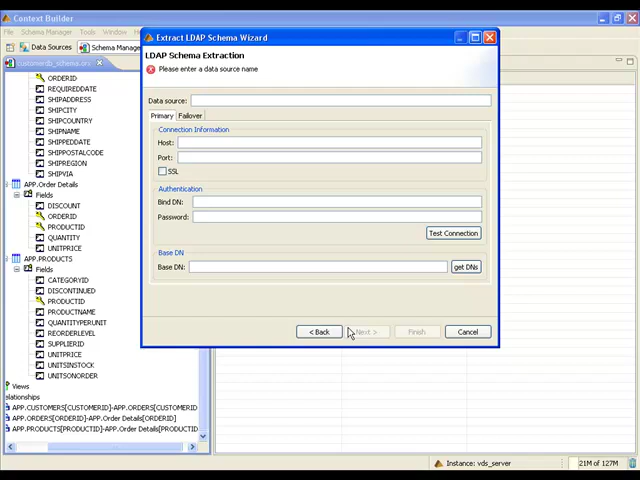 Context Builder
File Schema Manager Tools Window Help
Data Sources
Schema Manage
customerdb_schema.orx
ORDERID
REQUIREDDATE
SHIPADDRESS
SHIPCITY
SHIPCOUNTRY
SHIPNAME
SHIPPEDDATE
SHIPPOSTALCODE
SHIPREGION
SHIPVIA
APP.Order Details
Fields
DISCOUNT
ORDERID
PRODUCTID
QUANTITY
UNITPRICE
APP.PRODUCTS
Fields
CATEGORYID
DISCONTINUED
PRODUCTID
PRODUCTNAME
QUANTITYPERUNIT
REORDERLEVEL
SUPPLIERID
UNITPRICE
UNITSINSTOCK
UNITSONORDER
Views
elationships
APP.CUSTOMERS[CUSTOMERID]-APP.ORDERS[CUSTOMERID]
APP.ORDERS[ORDERID]-APP.Order Details[ORDERID]
APP.PRODUCTS[PRODUCTID]-APP.Order Details[PRODUCT
Extract LDAP Schema Wizard
LDAP Schema Extraction
Please enter a data source name
Data source:
Primary Failover
Connection Information
Host:
Port:
SSL
Authentication
Bind DN:
Password:
Test Connection
Base DN
Base DN:
get DNs
< Back
Next >
Finish
Cancel
Instance: vds_server
21M of 127M